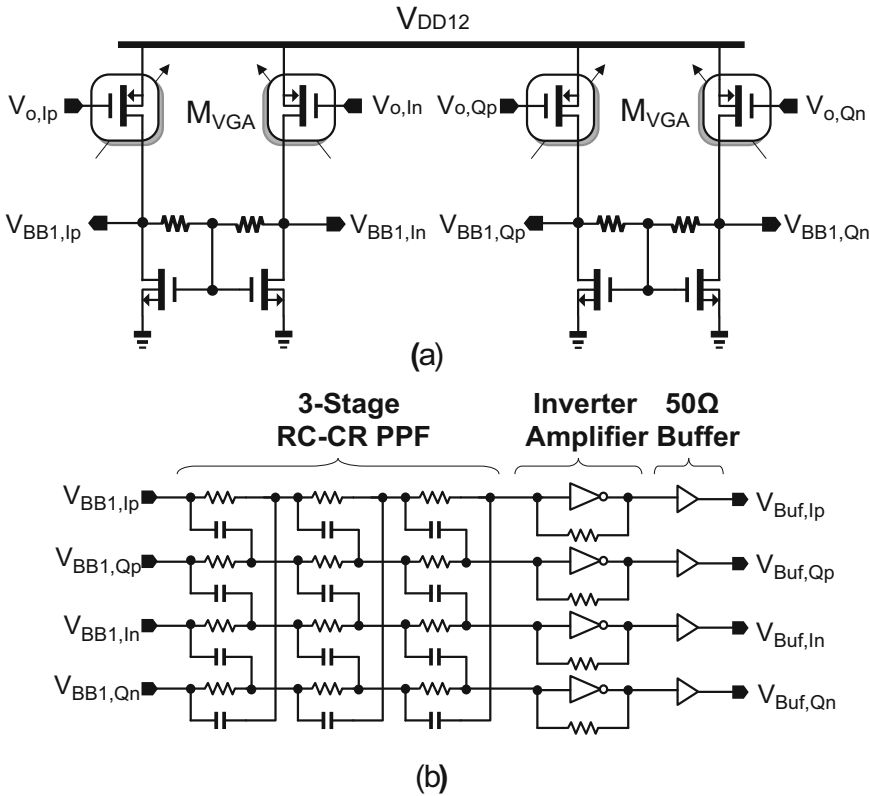 VDD12
Vo,Ip MVGA Vo,In Vo,Qp MVGA Vo,Qn
VBB1,Ip VBB1,In VBB1,Qp VBB1,Qn
(a)
3-Stage RC-CR PPF
Inverter Amplifier
50Ω Buffer
VBB1,Ip VBuf,Ip
VBB1,Qp VBuf,Qp
VBB1,In VBuf,In
VBB1,Qn VBuf,Qn
(b)